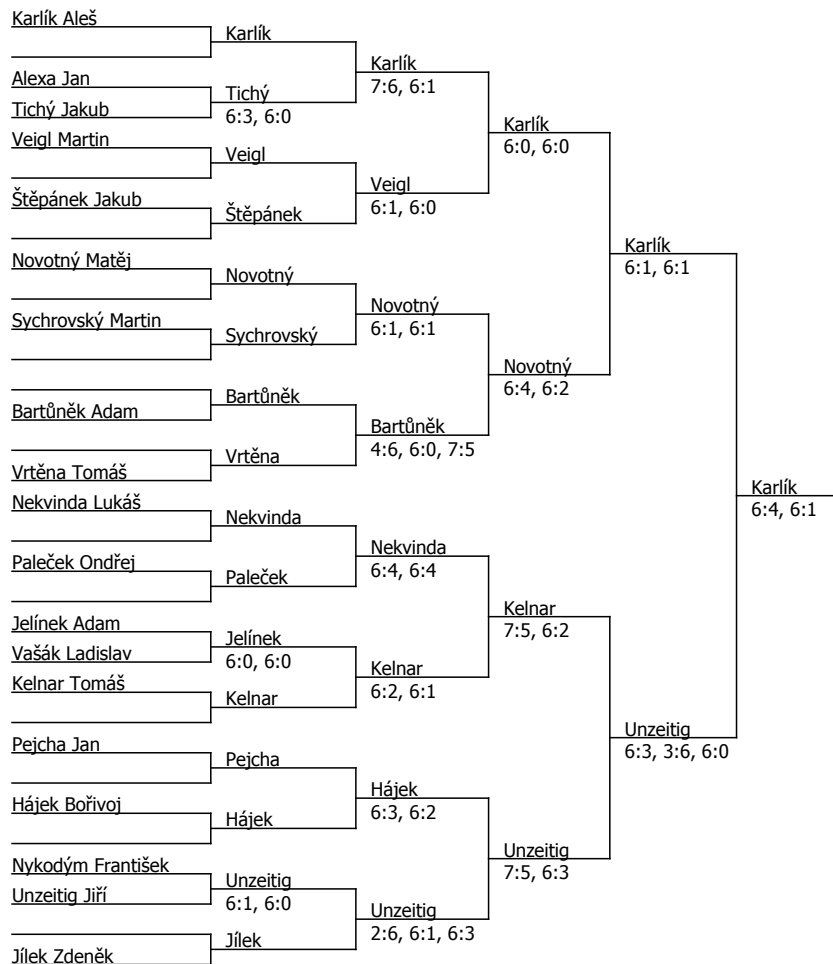 Karlík Aleš
Alexa Jan
Tichý Jakub
Veigl Martin
Štěpánek Jakub
Novotný Matěj
Sychrovský Martin
Bartůněk Adam
Vrtěna Tomáš
Nekvinda Lukáš
Paleček Ondřej
Jelínek Adam
Vašák Ladislav
Kelnar Tomáš
Pejcha Jan
Hájek Bořivoj
Nykodým František
Unzeitig Jiří
Jílek Zdeněk
Karlík
Tichý
6:3, 6:0
Veigl
Štěpánek
Novotný
Sychrovský
Bartůněk
Vrtěna
Nekvinda
Paleček
Jelínek
6:0, 6:0
Kelnar
Pejcha
Hájek
Unzeitig
6:1, 6:0
Jílek
Karlík
7:6, 6:1
Veigl
6:1, 6:0
Novotný
6:1, 6:1
Bartůněk
4:6, 6:0, 7:5
Nekvinda
6:4, 6:4
Kelnar
6:2, 6:1
Hájek
6:3, 6:2
Unzeitig
2:6, 6:1, 6:3
Karlík
6:0, 6:0
Novotný
6:4, 6:2
Kelnar
7:5, 6:2
Unzeitig
7:5, 6:3
Karlík
6:1, 6:1
Unzeitig
6:3, 3:6, 6:0
Karlík
6:4, 6:1